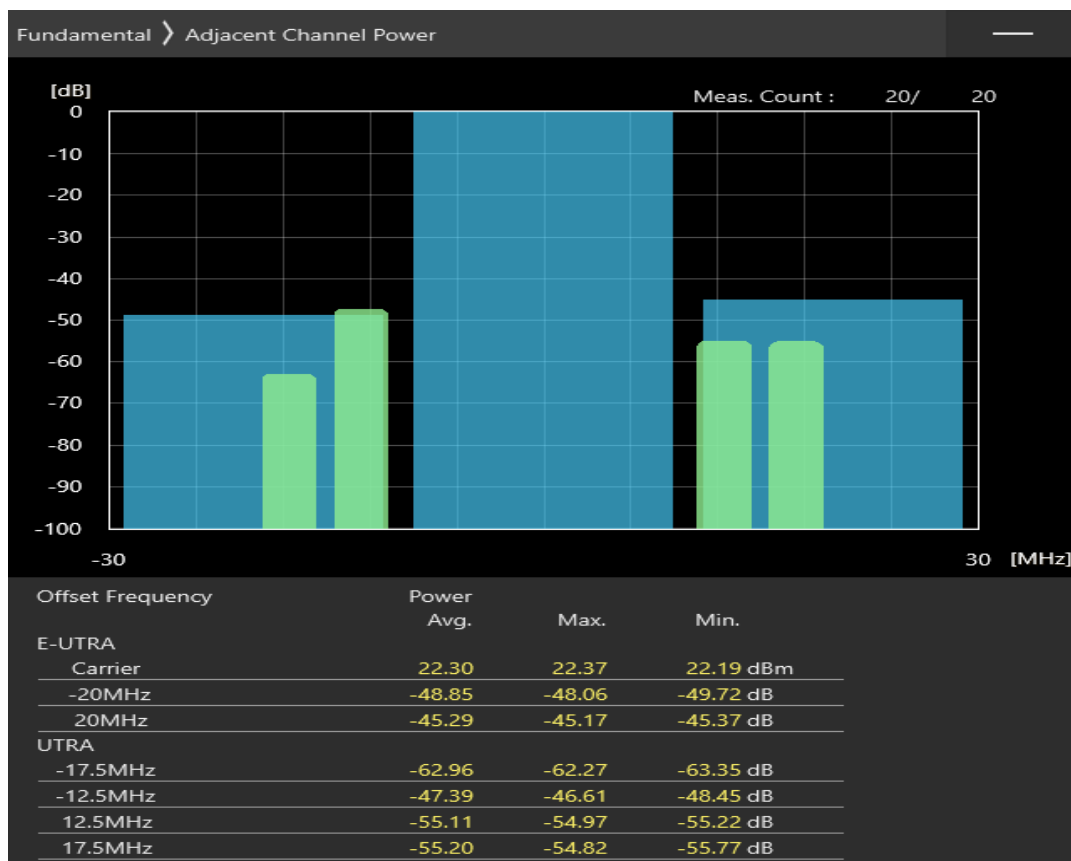 Fundamental ❯ Adjacent Channel Power
[dB]
Meas. Count : 20/ 20
0
-10
-20
-30
-40
-50
-60
-70
-80
-90
-100
-30 30 [MHz]
Offset Frequency Power
Avg. Max. Min.
E-UTRA
Carrier 22.30 22.37 22.19 dBm
-20MHz -48.85 -48.06 -49.72 dB
20MHz -45.29 -45.17 -45.37 dB
UTRA
-17.5MHz -62.96 -62.27 -63.35 dB
-12.5MHz -47.39 -46.61 -48.45 dB
12.5MHz -55.11 -54.97 -55.22 dB
17.5MHz -55.20 -54.82 -55.77 dB